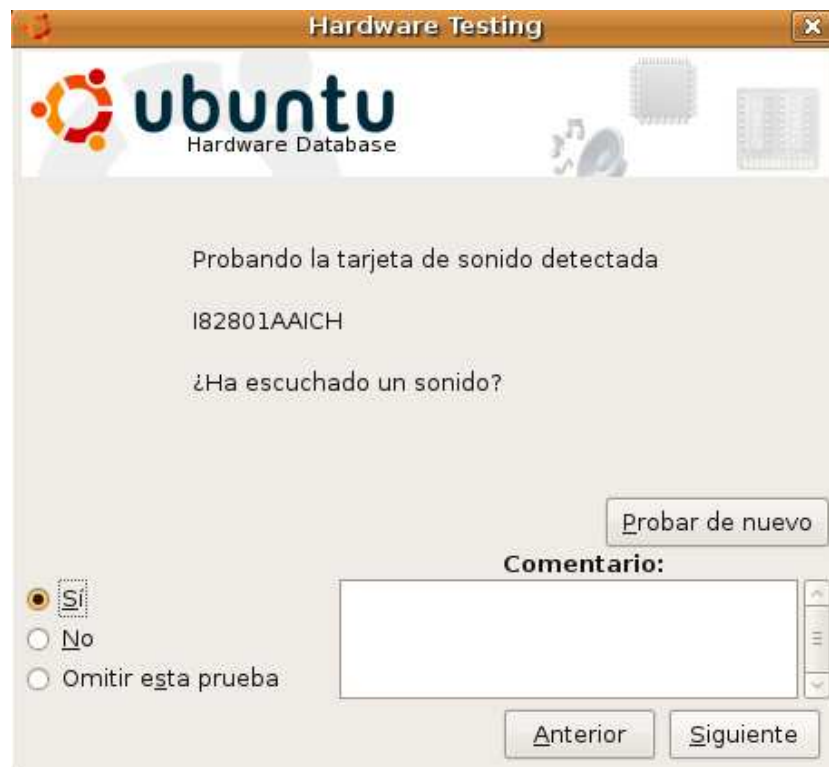 Hardware Testing
ubuntu
Hardware Database
Probando la tarjeta de sonido detectada
I82801AAICH
¿Ha escuchado un sonido?
Probar de nuevo
Comentario:
Sí
No
Omitir esta prueba
Anterior
Siguiente